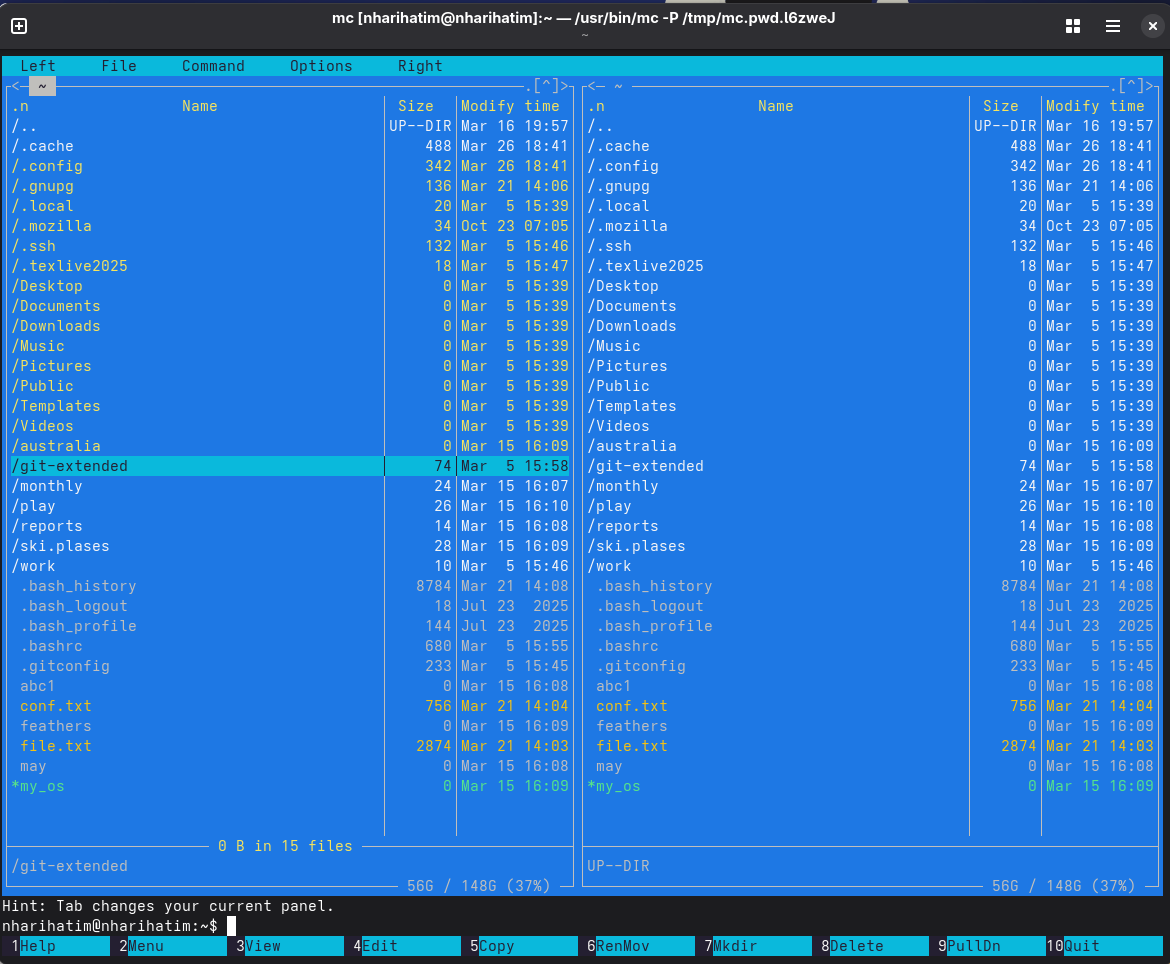 mc [nharihatim@nharihatim]:~ — /usr/bin/mc -P /tmp/mc.pwd.l6zweJ
~
Left File Command Options Right
<— ~ .[^]> <— ~ .[^]>
.n Name Size Modify time .n Name Size Modify time
/.. UP--DIR Mar 16 19:57 /.. UP--DIR Mar 16 19:57
/.cache 488 Mar 26 18:41 /.cache 488 Mar 26 18:41
/.config 342 Mar 26 18:41 /.config 342 Mar 26 18:41
/.gnupg 136 Mar 21 14:06 /.gnupg 136 Mar 21 14:06
/.local 20 Mar 5 15:39 /.local 20 Mar 5 15:39
/.mozilla 34 Oct 23 07:05 /.mozilla 34 Oct 23 07:05
/.ssh 132 Mar 5 15:46 /.ssh 132 Mar 5 15:46
/.texlive2025 18 Mar 5 15:47 /.texlive2025 18 Mar 5 15:47
/Desktop 0 Mar 5 15:39 /Desktop 0 Mar 5 15:39
/Documents 0 Mar 5 15:39 /Documents 0 Mar 5 15:39
/Downloads 0 Mar 5 15:39 /Downloads 0 Mar 5 15:39
/Music 0 Mar 5 15:39 /Music 0 Mar 5 15:39
/Pictures 0 Mar 5 15:39 /Pictures 0 Mar 5 15:39
/Public 0 Mar 5 15:39 /Public 0 Mar 5 15:39
/Templates 0 Mar 5 15:39 /Templates 0 Mar 5 15:39
/Videos 0 Mar 5 15:39 /Videos 0 Mar 5 15:39
/australia 0 Mar 15 16:09 /australia 0 Mar 15 16:09
/git-extended 74 Mar 5 15:58 /git-extended 74 Mar 5 15:58
/monthly 24 Mar 15 16:07 /monthly 24 Mar 15 16:07
/play 26 Mar 15 16:10 /play 26 Mar 15 16:10
/reports 14 Mar 15 16:08 /reports 14 Mar 15 16:08
/ski.plases 28 Mar 15 16:09 /ski.plases 28 Mar 15 16:09
/work 10 Mar 5 15:46 /work 10 Mar 5 15:46
.bash_history 8784 Mar 21 14:08 .bash_history 8784 Mar 21 14:08
.bash_logout 18 Jul 23 2025 .bash_logout 18 Jul 23 2025
.bash_profile 144 Jul 23 2025 .bash_profile 144 Jul 23 2025
.bashrc 680 Mar 5 15:55 .bashrc 680 Mar 5 15:55
.gitconfig 233 Mar 5 15:45 .gitconfig 233 Mar 5 15:45
abc1 0 Mar 15 16:08 abc1 0 Mar 15 16:08
conf.txt 756 Mar 21 14:04 conf.txt 756 Mar 21 14:04
feathers 0 Mar 15 16:09 feathers 0 Mar 15 16:09
file.txt 2874 Mar 21 14:03 file.txt 2874 Mar 21 14:03
may 0 Mar 15 16:08 may 0 Mar 15 16:08
*my_os 0 Mar 15 16:09 *my_os 0 Mar 15 16:09
0 B in 15 files
/git-extended UP--DIR
56G / 148G (37%) 56G / 148G (37%)
Hint: Tab changes your current panel.
nharihatim@nharihatim:~$
1Help 2Menu 3View 4Edit 5Copy 6RenMov 7Mkdir 8Delete 9PullDn 10Quit